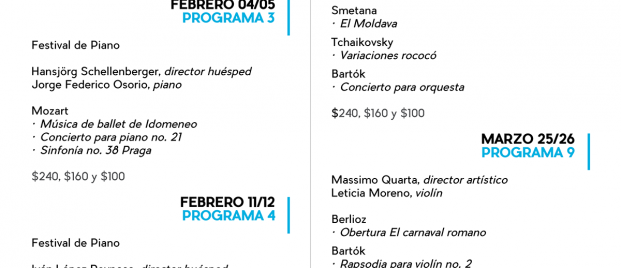 FEBRERO 04/05
PROGRAMA 3
Festival de Piano
Hansjörg Schellenberger, director huésped
Jorge Federico Osorio, piano
Mozart
· Música de ballet de Idomeneo
· Concierto para piano no. 21
· Sinfonía no. 38 Praga
$240, $160 y $100
FEBRERO 11/12
PROGRAMA 4
Festival de Piano
Iván López Reynoso, director huésped
Smetana
· El Moldava
Tchaikovsky
· Variaciones rococó
Bartók
· Concierto para orquesta
$240, $160 y $100
MARZO 25/26
PROGRAMA 9
Massimo Quarta, director artístico
Leticia Moreno, violín
Berlioz
· Obertura El carnaval romano
Bartók
· Rapsodia para violín no. 2